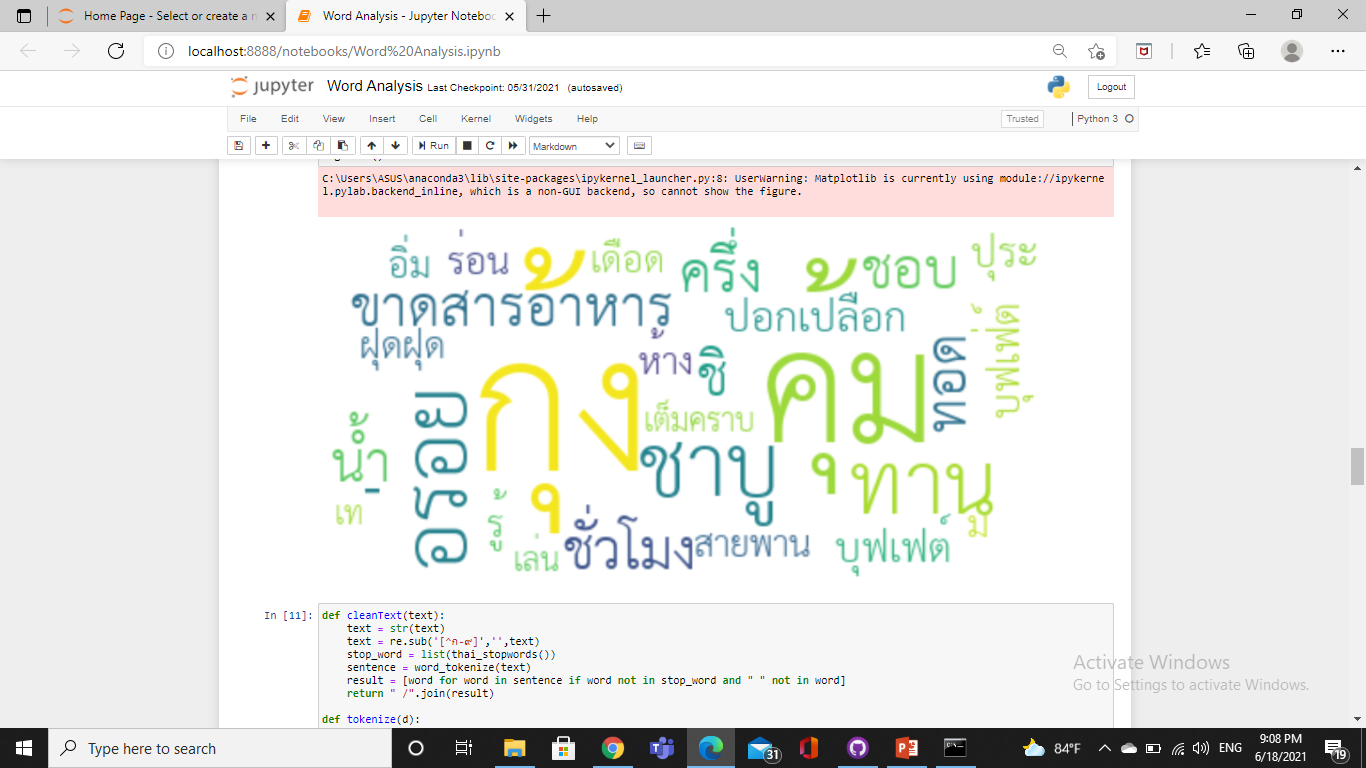 Home Page - Select or create a n
Word Analysis - Jupyter Noteboo
localhost:8888/notebooks/Word%20Analysis.ipynb
jupyter Word Analysis Last Checkpoint: 05/31/2021 (autosaved)
Logout
File Edit View Insert Cell Kernel Widgets Help
Trusted
Python 3
Run
Markdown
C:\Users\ASUS\anaconda3\lib\site-packages\ipykernel_launcher.py:8: UserWarning: Matplotlib is currently using module://ipykerne
l.pylab.backend_inline, which is a non-GUI backend, so cannot show the figure.
อิ่ม
ร่อน
เดือด
ครึ่ง
ชอบ
ปุระ
ขาดสารอาหาร
ปอกเปลือก
ฝุดฝุด
ห้าง
ชิ
ทอด
บุฟเฟ่ต์
กุ้ง
คุ้ม
เต็มคราบ
น้ำ
อรอย
ชาบู
ทาน
เท
รู้
เล่น
ชั่วโมง
สายพาน
บุฟเฟต์
มี
In [11]:
def cleanText(text):
text = str(text)
text = re.sub('[^ก-๙]','',text)
stop_word = list(thai_stopwords())
sentence = word_tokenize(text)
result = [word for word in sentence if word not in stop_word and " " not in word]
return " /".join(result)
def tokenize(d):
Activate Windows
Go to Settings to activate Windows.
Type here to search
31
84°F
ENG
9:08 PM
6/18/2021
19